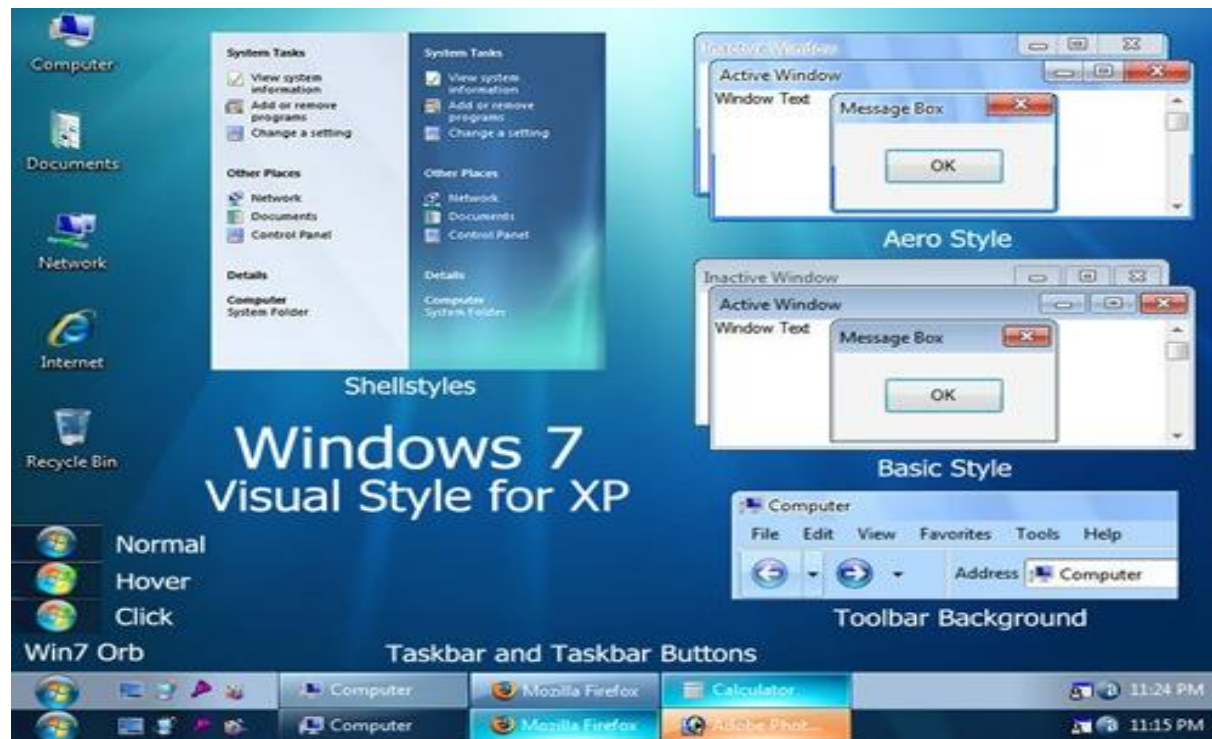 Computer
Documents
Network
Internet
Recycle Bin
System Tasks
View system
information
Add or remove
programs
Change a setting
Other Places
Network
Documents
Control Panel
Details
Computer
System Folder
System Tasks
View system
information
Add or remove
programs
Change a setting
Other Places
Network
Documents
Control Panel
Details
Computer
System Folder
Shellstyles
Windows 7
Visual Style for XP
Inactive Window
Active Window
Window Text
Message Box
OK
Aero Style
Inactive Window
Active Window
Window Text
Message Box
OK
Basic Style
Computer
File Edit View Favorites Tools Help
Address Computer
Toolbar Background
Normal
Hover
Click
Win7 Orb
Taskbar and Taskbar Buttons
Computer Mozilla Firefox Calculator 11:24 PM
Computer Mozilla Firefox Adobe Phot... 11:15 PM